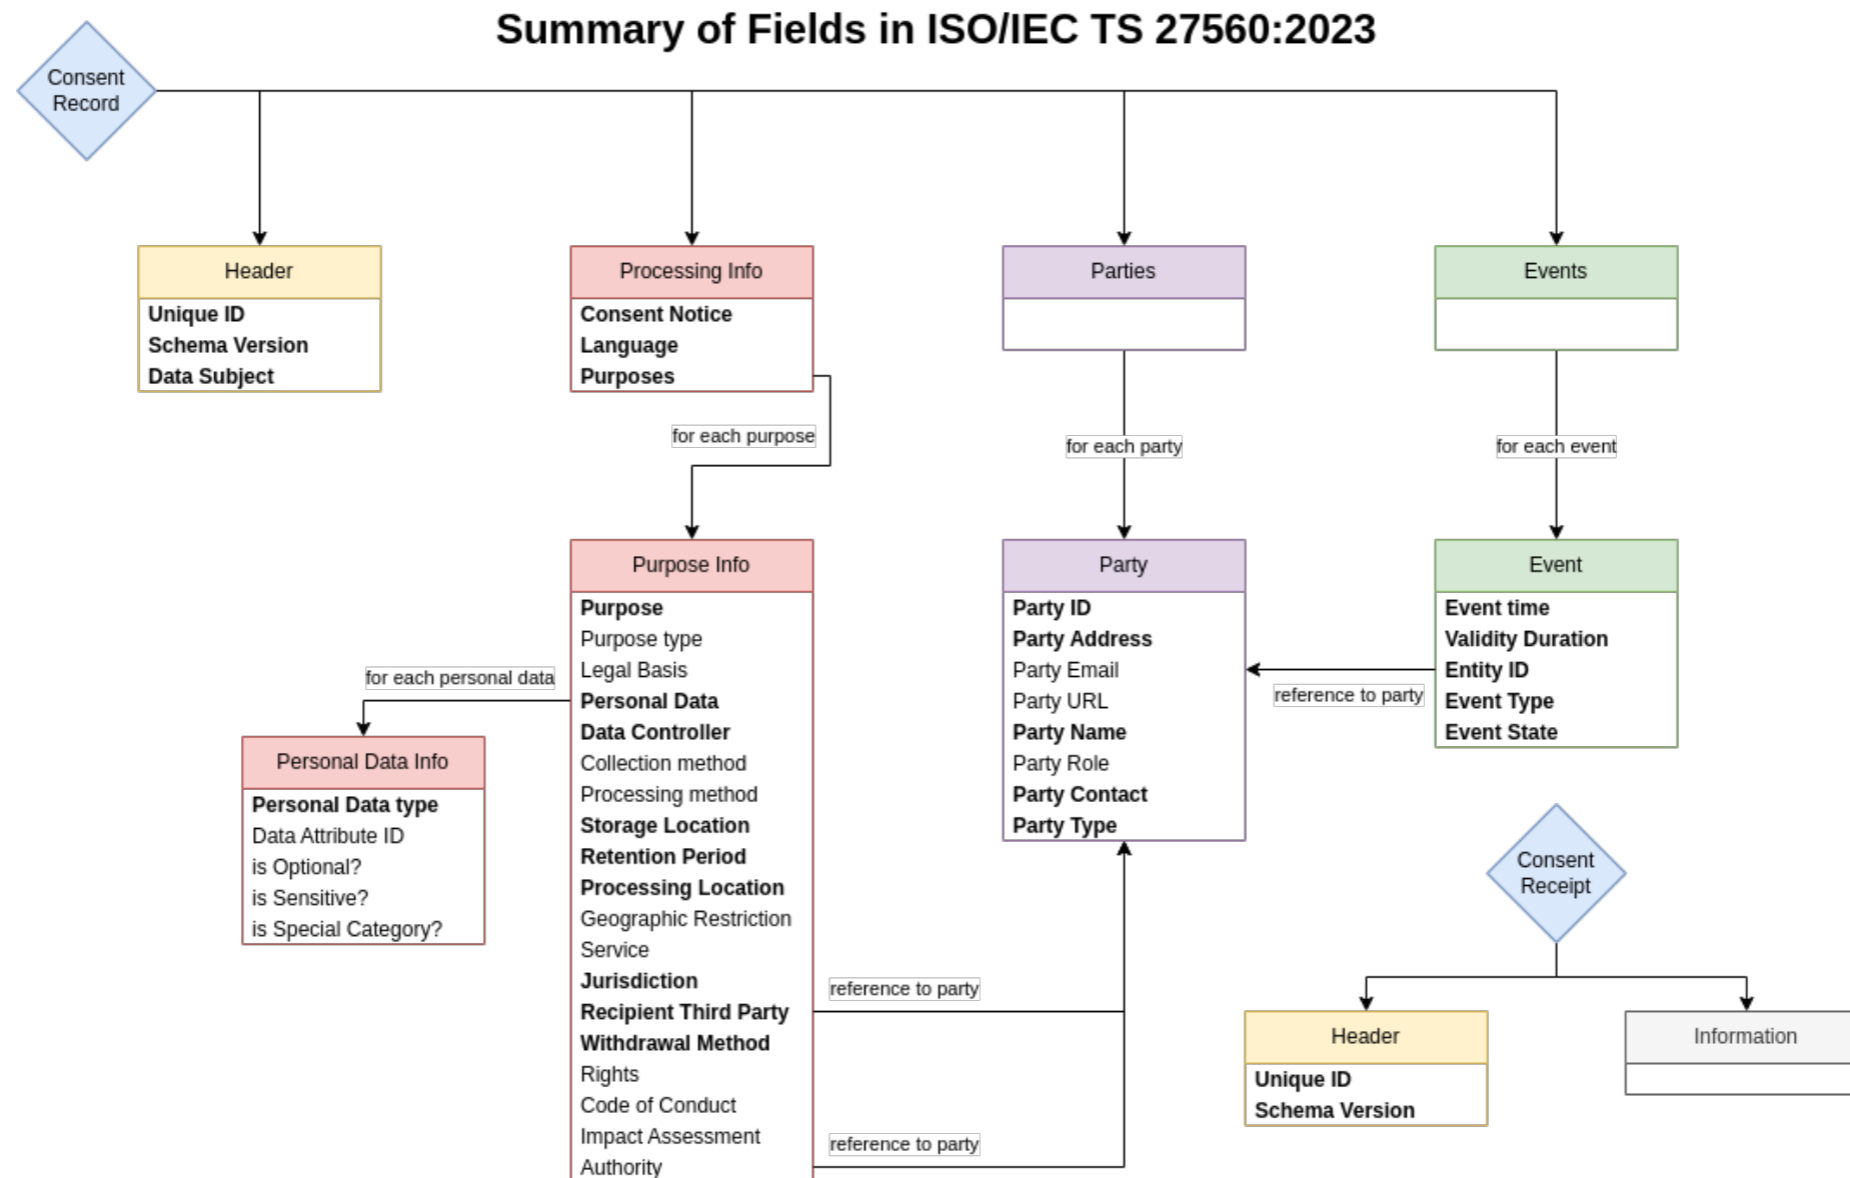 Summary of Fields in ISO/IEC TS 27560:2023
Consent
Record
Header
Unique ID
Schema Version
Data Subject
Processing Info
Consent Notice
Language
Purposes
Parties
Events
for each purpose
for each party
for each event
Purpose Info
Purpose
Purpose type
Legal Basis
Personal Data
Data Controller
Collection method
Processing method
Storage Location
Retention Period
Processing Location
Geographic Restriction
Service
Jurisdiction
Recipient Third Party
Withdrawal Method
Rights
Code of Conduct
Impact Assessment
Authority
for each personal data
Personal Data Info
Personal Data type
Data Attribute ID
is Optional?
is Sensitive?
is Special Category?
Party
Party ID
Party Address
Party Email
Party URL
Party Name
Party Role
Party Contact
Party Type
Event
Event time
Validity Duration
Entity ID
Event Type
Event State
reference to party
reference to party
reference to party
Consent
Receipt
Header
Unique ID
Schema Version
Information